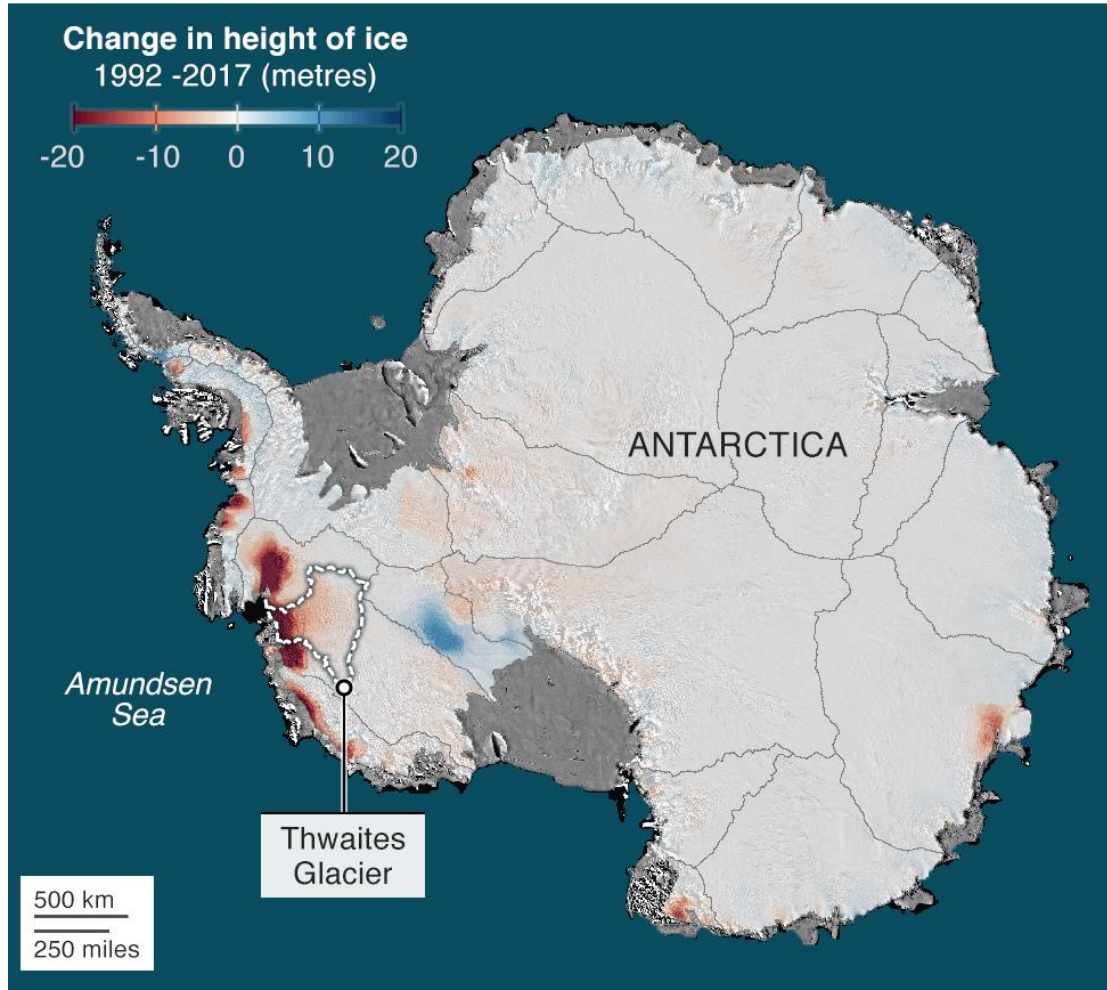 Change in height of ice
1992 -2017 (metres)
-20 -10 0 10 20
ANTARCTICA
Amundsen
Sea
Thwaites
Glacier
500 km
250 miles